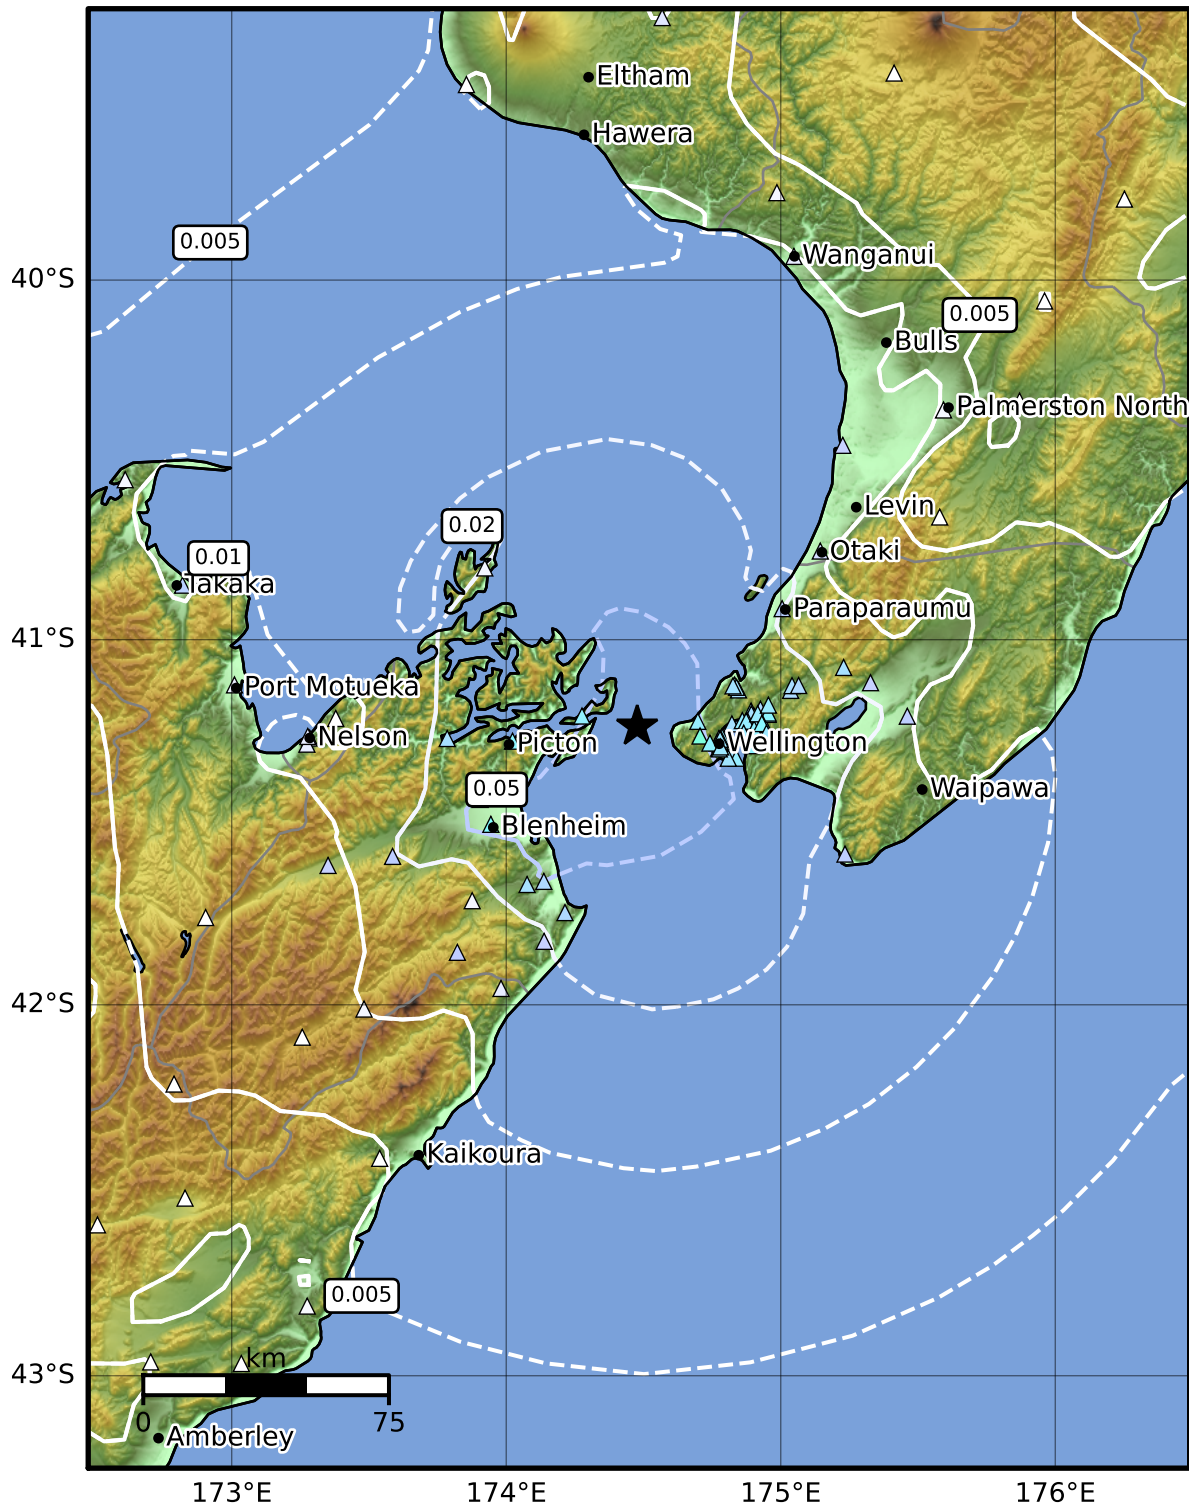 Eltham
Hawera
0.005
Wanganui
40°S
0.005
Bulls
Palmerston North
Levin
0.02
Otaki
0.01
Takaka
Paraparaumu
41°S
Port Motueka
Nelson
Picton
Wellington
0.05
Waipawa
Blenheim
42°S
Kaikoura
0.005
km
43°S
0 75
Amberley
173°E 174°E 175°E 176°E